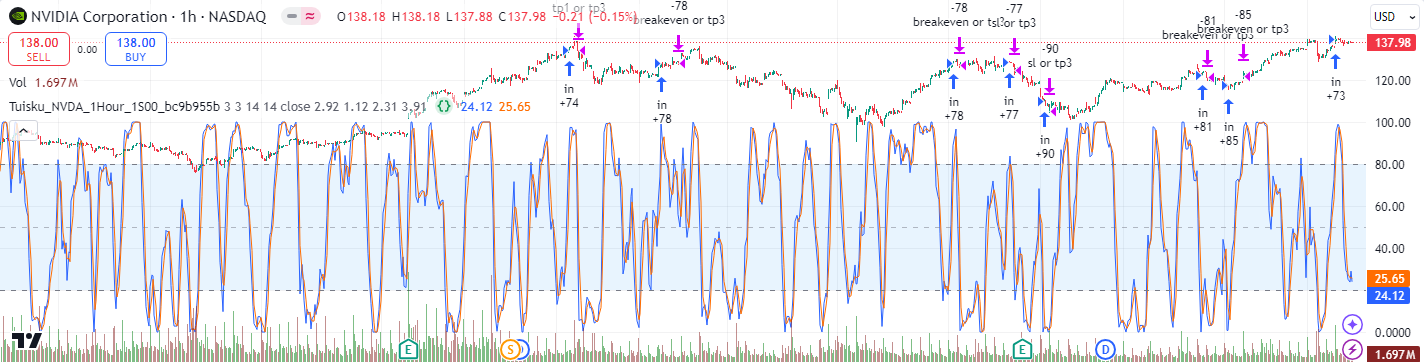 NVIDIA Corporation · 1h · NASDAQ
O138.18 H138.18 L137.88 C137.98 −0.21 (−0.15%)
USD
138.00
SELL
0.00
138.00
BUY
Vol 1.697M
Tuisku_NVDA_1Hour_1S00_bc9b955b 3 3 14 14 close 2.92 1.12 2.31 3.91 {} 24.12 25.65
tp1 or tp3
in
+74
-78
breakeven or tp3
in
+78
-78
breakeven or tsl?
in
+78
-77
or tp3
in
+77
-90
sl or tp3
in
+90
-81
breakeven or tp3
in
+81
-85
breakeven or tp3
in
+85
in
+73
137.98
120.00
100.00
80.00
60.00
40.00
25.65
24.12
0.0000
1.697M
E
S
E
D